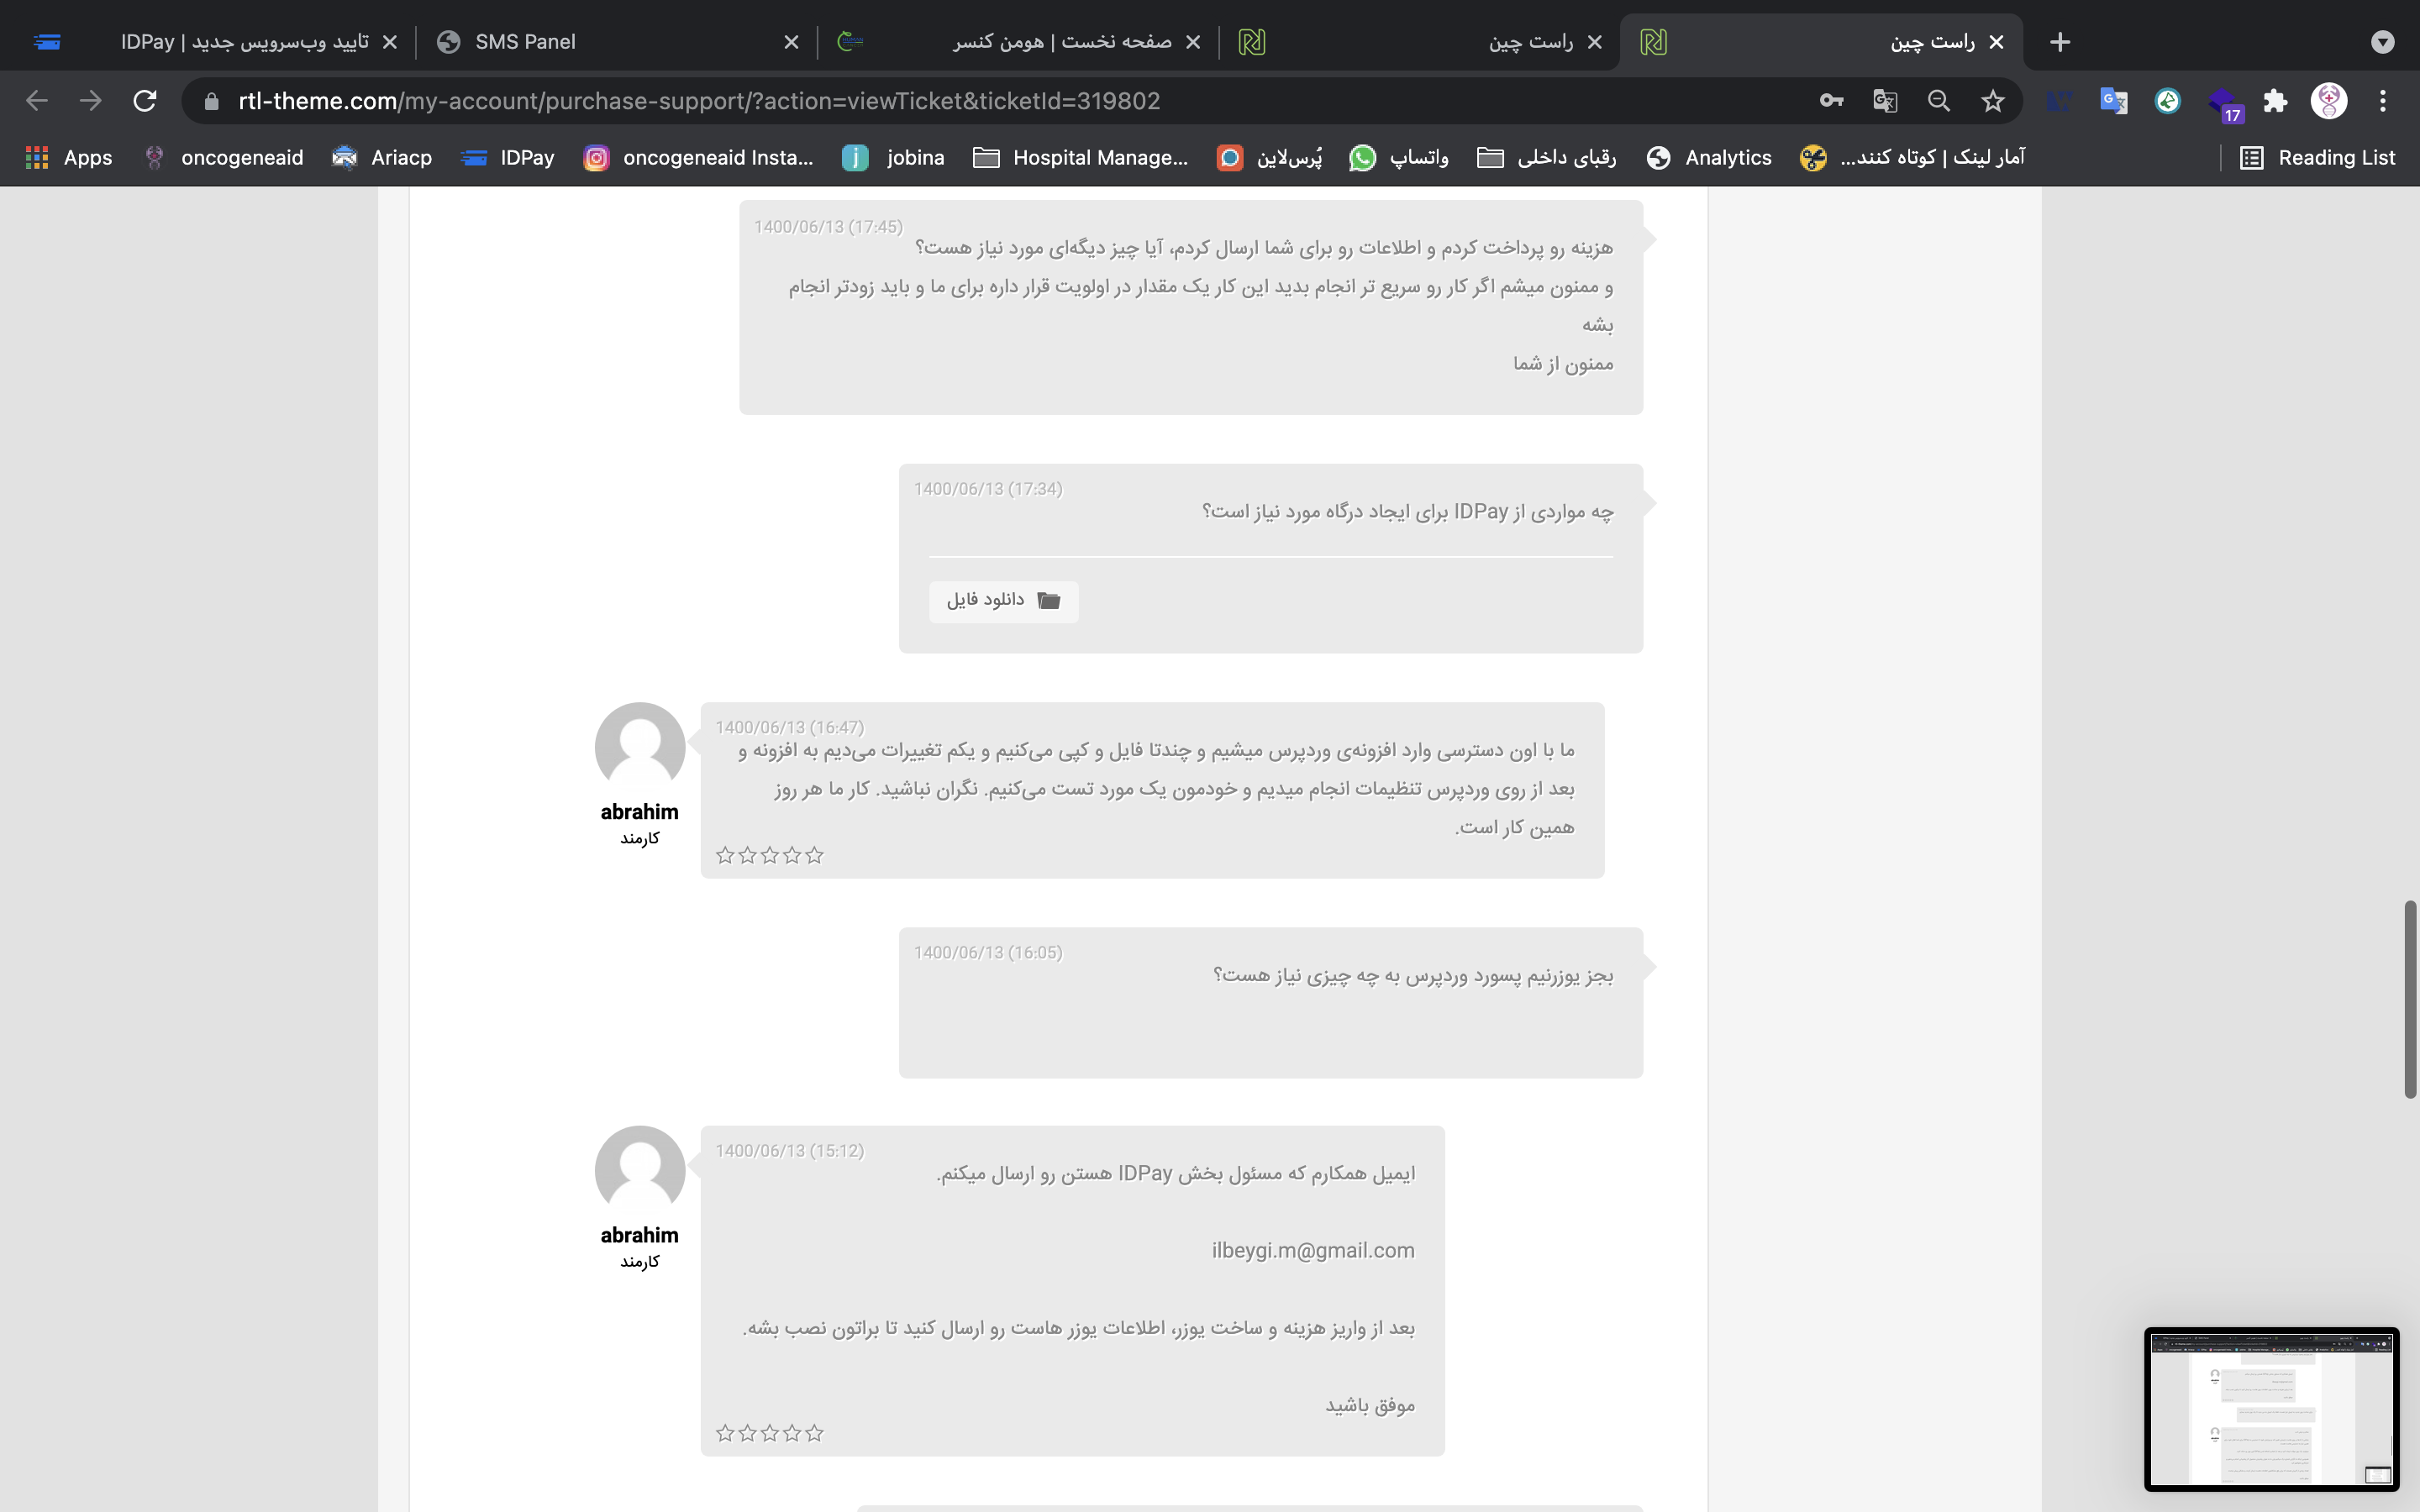 تایید وب‌سرویس جدید | IDPay
SMS Panel
صفحه نخست | هومن کنسر
راست چین
راست چین
rtl-theme.com/my-account/purchase-support/?action=viewTicket&ticketId=319802
17
Apps
oncogeneaid
Ariacp
IDPay
oncogeneaid Insta...
jobina
Hospital Manage...
پُرس‌لاین
واتساپ
رقبای داخلی
Analytics
آمار لینک | کوتاه کنند...
Reading List
1400/06/13 (17:45)
هزینه رو پرداخت کردم و اطلاعات رو برای شما ارسال کردم، آیا چیز دیگه‌ای مورد نیاز هست؟
و ممنون میشم اگر کار رو سریع تر انجام بدید این کار یک مقدار در اولویت قرار داره برای ما و باید زودتر انجام
بشه
ممنون از شما
1400/06/13 (17:34)
چه مواردی از IDPay برای ایجاد درگاه مورد نیاز است؟
دانلود فایل
1400/06/13 (16:47)
ما با اون دسترسی وارد افزونه‌ی وردپرس میشیم و چندتا فایل و کپی می‌کنیم و یکم تغییرات می‌دیم به افزونه و
بعد از روی وردپرس تنظیمات انجام میدیم و خودمون یک مورد تست می‌کنیم. نگران نباشید. کار ما هر روز
همین کار است.
abrahim
کارمند
1400/06/13 (16:05)
بجز یوزرنیم پسورد وردپرس به چه چیزی نیاز هست؟
1400/06/13 (15:12)
ایمیل همکارم که مسئول بخش IDPay هستن رو ارسال میکنم.
ilbeygi.m@gmail.com
بعد از واریز هزینه و ساخت یوزر، اطلاعات یوزر هاست رو ارسال کنید تا براتون نصب بشه.
موفق باشید
abrahim
کارمند